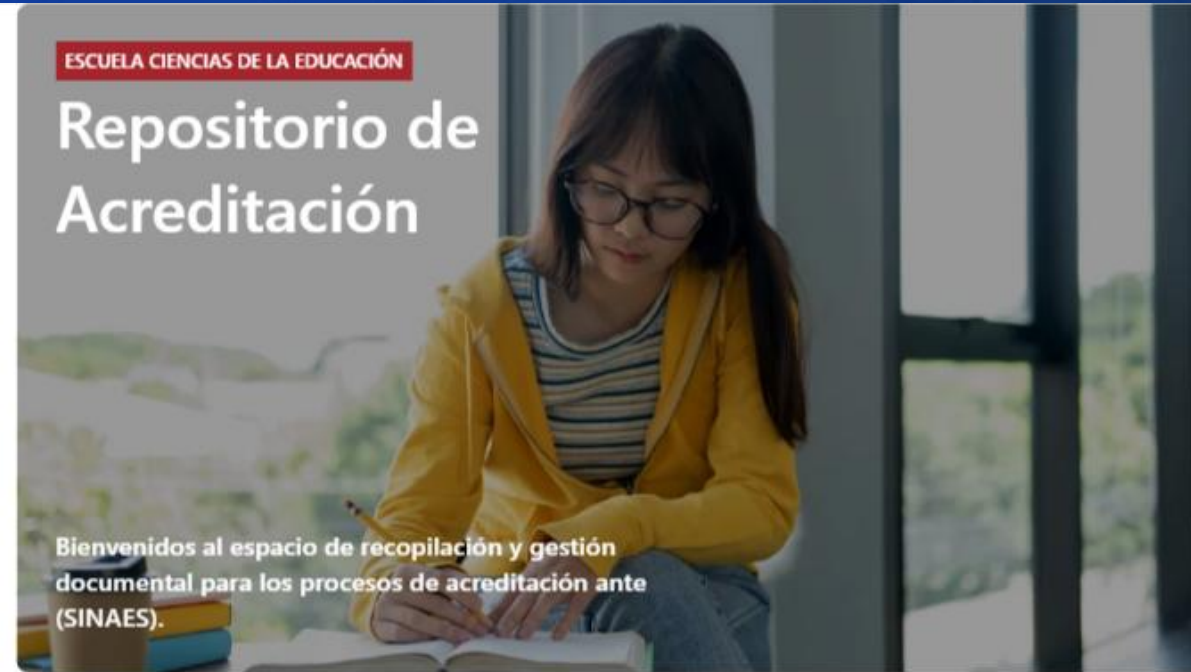 ESCUELA CIENCIAS DE LA EDUCACIÓN
Repositorio de
Acreditación
Bienvenidos al espacio de recopilación y gestión
documental para los procesos de acreditación ante
(SINAES).